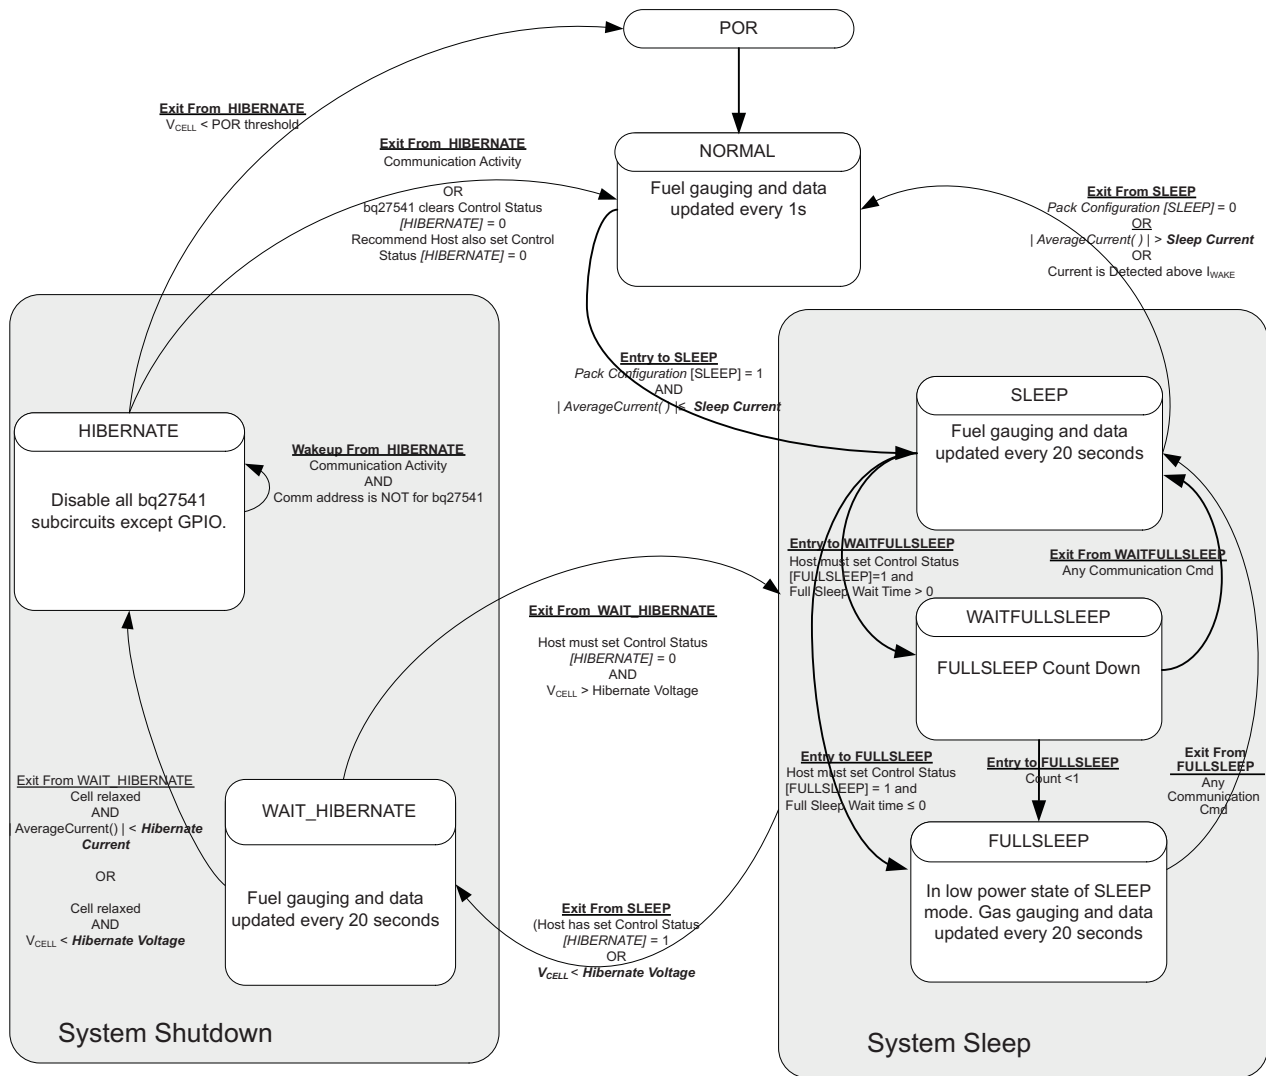 POR
Exit From HIBERNATE
VCELL < POR threshold
Exit From HIBERNATE
Communication Activity
OR
bq27541 clears Control Status
[HIBERNATE] = 0
Recommend Host also set Control
Status [HIBERNATE] = 0
NORMAL
Fuel gauging and data
updated every 1s
Exit From SLEEP
Pack Configuration [SLEEP] = 0
OR
| AverageCurrent( ) | > Sleep Current
OR
Current is Detected above IWAKE
Entry to SLEEP
Pack Configuration [SLEEP] = 1
AND
| AverageCurrent( ) | ≤ Sleep Current
HIBERNATE
Disable all bq27541
subcircuits except GPIO.
Wakeup From HIBERNATE
Communication Activity
AND
Comm address is NOT for bq27541
SLEEP
Fuel gauging and data
updated every 20 seconds
Entry to WAITFULLSLEEP
Host must set Control Status
[FULLSLEEP]=1 and
Full Sleep Wait Time > 0
Exit From WAITFULLSLEEP
Any Communication Cmd
WAITFULLSLEEP
FULLSLEEP Count Down
Exit From WAIT_HIBERNATE
Host must set Control Status
[HIBERNATE] = 0
AND
VCELL > Hibernate Voltage
Entry to FULLSLEEP
Host must set Control Status
[FULLSLEEP] = 1 and
Full Sleep Wait time ≤ 0
Entry to FULLSLEEP
Count <1
Exit From
FULLSLEEP
Any
Communication
Cmd
Exit From WAIT_HIBERNATE
Cell relaxed
AND
| AverageCurrent() | < Hibernate
Current
OR
Cell relaxed
AND
VCELL < Hibernate Voltage
WAIT_HIBERNATE
Fuel gauging and data
updated every 20 seconds
Exit From SLEEP
(Host has set Control Status
[HIBERNATE] = 1
OR
VCELL < Hibernate Voltage
FULLSLEEP
In low power state of SLEEP
mode. Gas gauging and data
updated every 20 seconds
System Shutdown
System Sleep